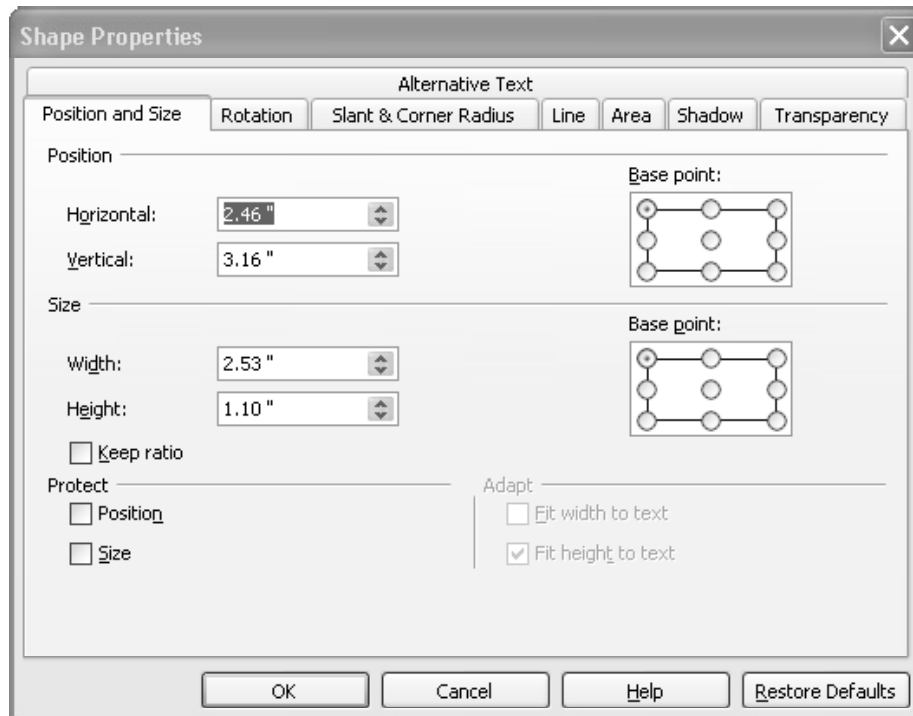 Shape Properties
Alternative Text
Position and Size Rotation Slant & Corner Radius Line Area Shadow Transparency
Position
Base point:
Horizontal: 2.46 "
Vertical: 3.16 "
Size
Base point:
Width: 2.53 "
Height: 1.10 "
Keep ratio
Protect Adapt
Position Fit width to text
Size Fit height to text
OK Cancel Help Restore Defaults